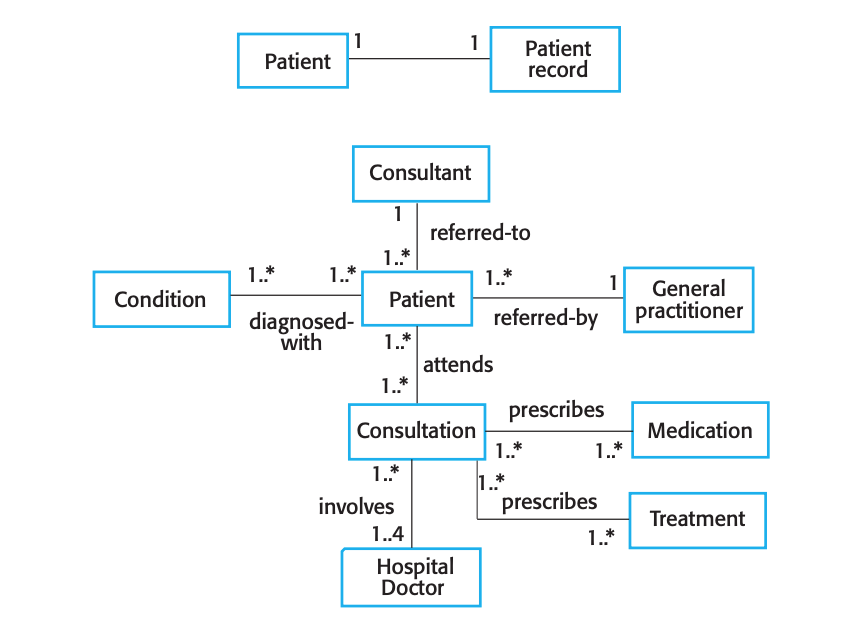 Patient
1
1
Patient
record
Consultant
1
referred-to
1..*
Condition
1..*
1..*
diagnosed-
with
Patient
1..*
1
referred-by
General
practitioner
1..*
attends
1..*
Consultation
prescribes
1..*
1..*
Medication
1..*
prescribes
1..*
Treatment
1..*
involves
1..4
Hospital
Doctor